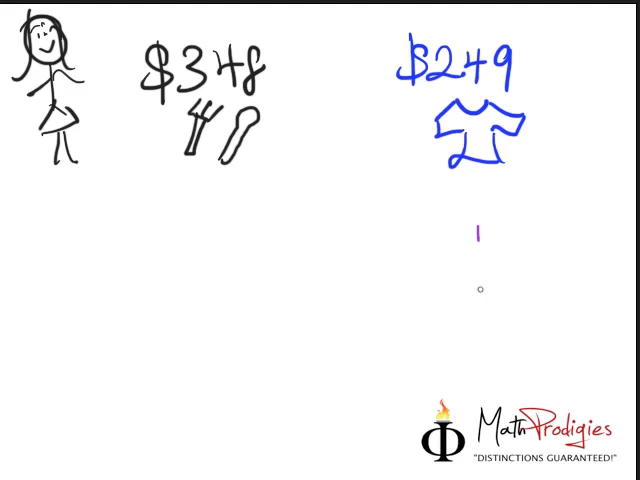 $348
$249
Φ
Math Prodigies
"DISTINCTIONS GUARANTEED!"